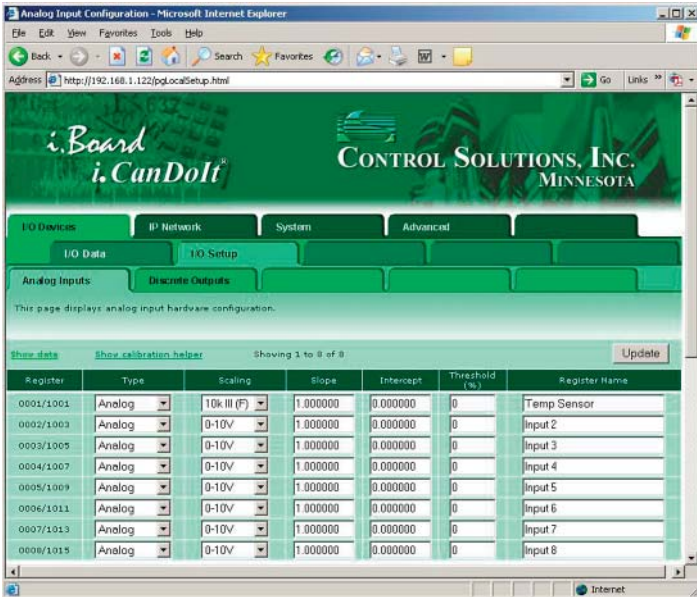 Analog Input Configuration - Microsoft Internet Explorer
File Edit View Favorites Tools Help
Back Search Favorites
Address http://192.168.1.122/pgLocalSetup.html Go Links »
i.Board
i.CanDoIt®
CONTROL SOLUTIONS, INC.
MINNESOTA
I/O Devices IP Network System Advanced
I/O Data I/O Setup
Analog Inputs Discrete Outputs
This page displays analog input hardware configuration.
Show data Show calibration helper Showing 1 to 8 of 8 Update
Register Type Scaling Slope Intercept Threshold (%) Register Name
0001/1001 Analog 10k III (F) 1.000000 0.000000 0 Temp Sensor
0002/1003 Analog 0-10V 1.000000 0.000000 0 Input 2
0003/1005 Analog 0-10V 1.000000 0.000000 0 Input 3
0004/1007 Analog 0-10V 1.000000 0.000000 0 Input 4
0005/1009 Analog 0-10V 1.000000 0.000000 0 Input 5
0006/1011 Analog 0-10V 1.000000 0.000000 0 Input 6
0007/1013 Analog 0-10V 1.000000 0.000000 0 Input 7
0008/1015 Analog 0-10V 1.000000 0.000000 0 Input 8
Internet